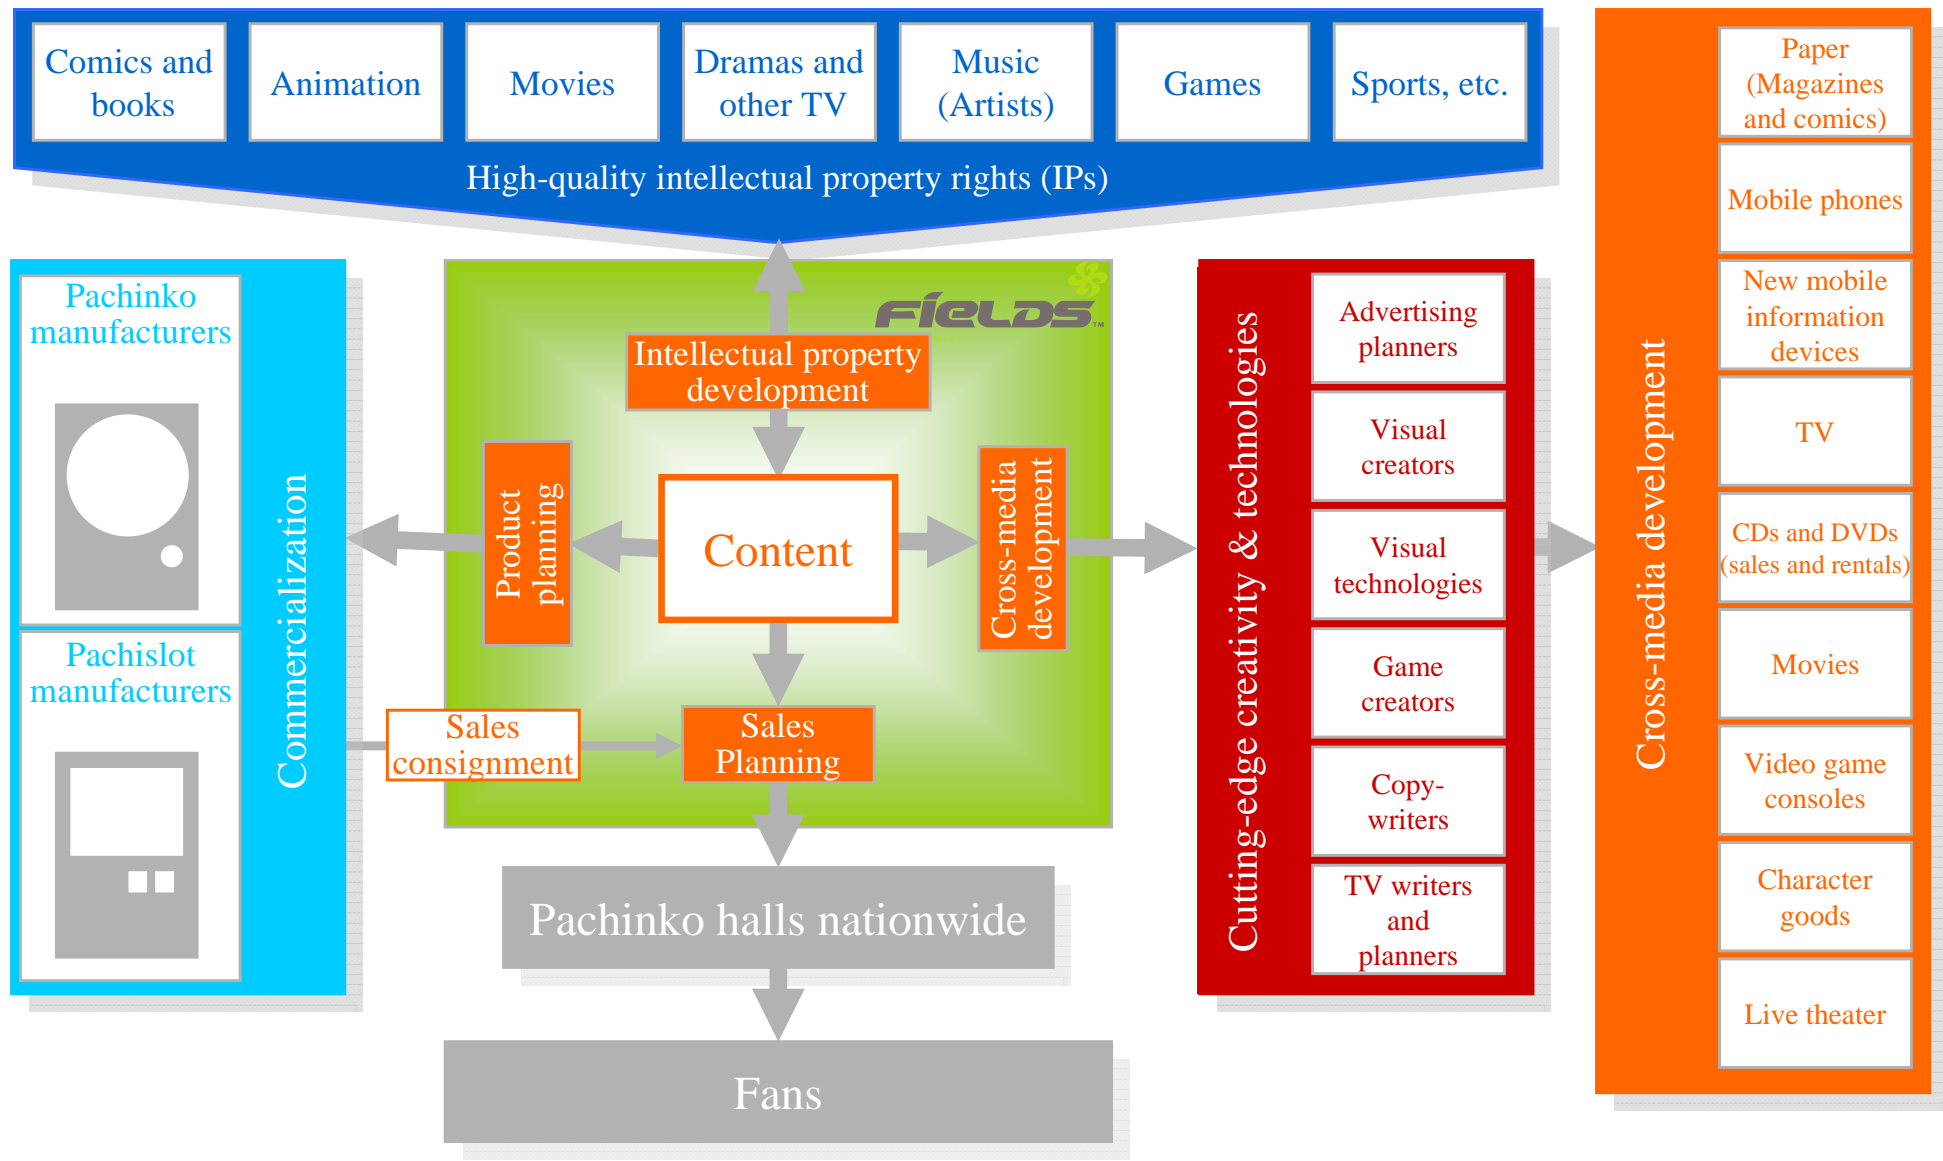 Comics and
books
Animation
Movies
Dramas and
other TV
Music
(Artists)
Games
Sports, etc.
High-quality intellectual property rights (IPs)
Pachinko
manufacturers
Pachislot
manufacturers
Commercialization
FIELDS™
Intellectual property
development
Product
planning
Content
Cross-media
development
Sales
consignment
Sales
Planning
Pachinko halls nationwide
Fans
Cutting-edge creativity & technologies
Advertising
planners
Visual
creators
Visual
technologies
Game
creators
Copy-
writers
TV writers
and
planners
Cross-media development
Paper
(Magazines
and comics)
Mobile phones
New mobile
information
devices
TV
CDs and DVDs
(sales and rentals)
Movies
Video game
consoles
Character
goods
Live theater